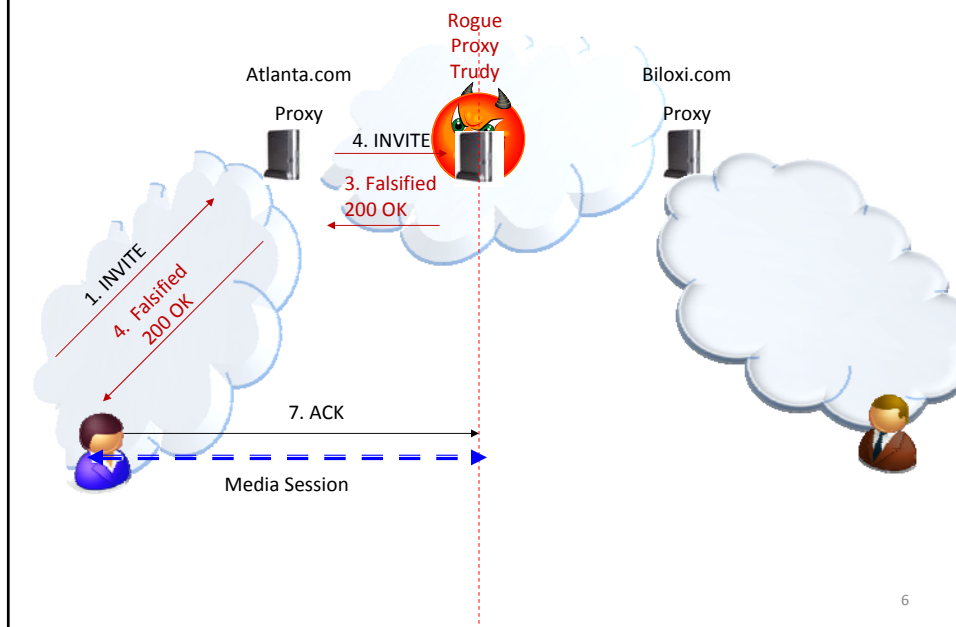 Rogue
Proxy
Trudy
Atlanta.com
Biloxi.com
Proxy
Proxy
4. INVITE
3. Falsified
200 OK
1. INVITE
4. Falsified
200 OK
7. ACK
Media Session
6